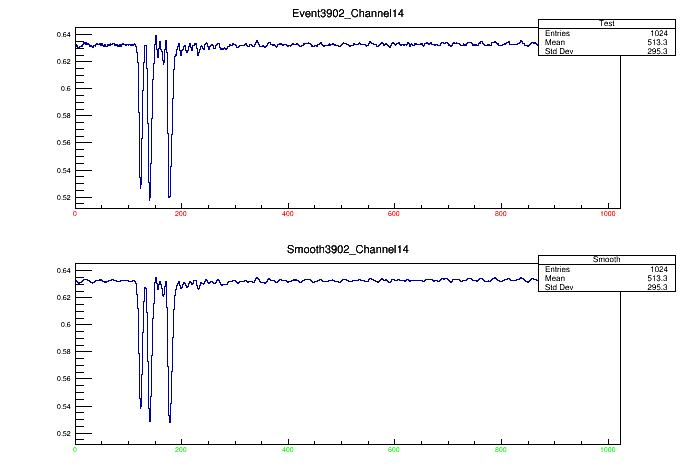 Event3902_Channel14
Test
Entries 1024
Mean 513.3
Std Dev 295.3
0.64
0.62
0.6
0.58
0.56
0.54
0.52
0 200 400 600 800 1000
Smooth3902_Channel14
Smooth
Entries 1024
Mean 513.3
Std Dev 295.3
0.64
0.62
0.6
0.58
0.56
0.54
0.52
0 200 400 600 800 1000